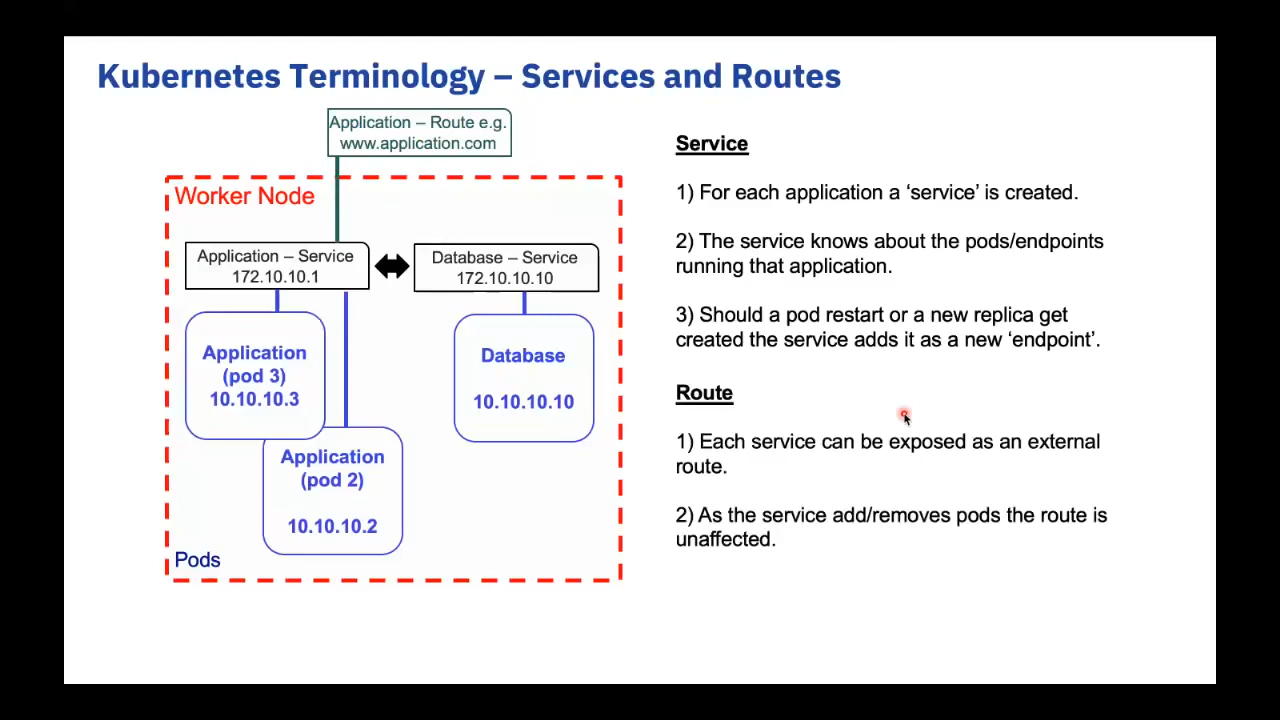 Kubernetes Terminology – Services and Routes
Application – Route e.g.
www.application.com
Worker Node
Application – Service
172.10.10.1
Database – Service
172.10.10.10
Application
(pod 3)
10.10.10.3
Database
10.10.10.10
Application
(pod 2)
10.10.10.2
Pods
Service
1) For each application a ‘service’ is created.
2) The service knows about the pods/endpoints
running that application.
3) Should a pod restart or a new replica get
created the service adds it as a new ‘endpoint’.
Route
1) Each service can be exposed as an external
route.
2) As the service add/removes pods the route is
unaffected.